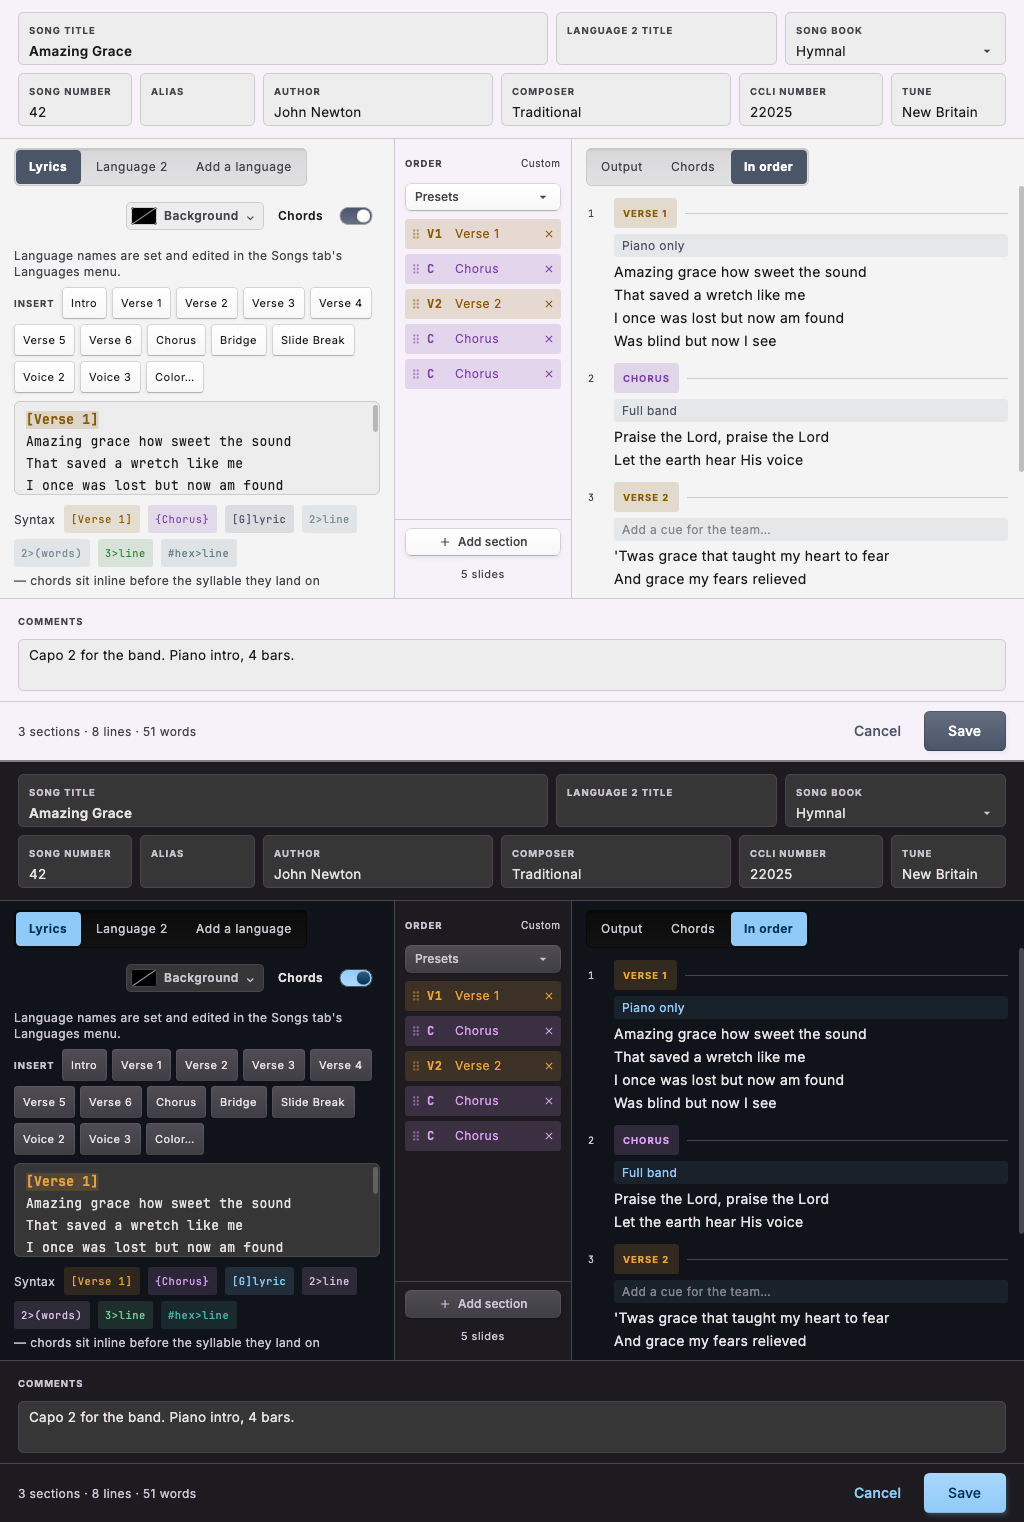 SONG TITLE
Amazing Grace
LANGUAGE 2 TITLE
SONG BOOK
Hymnal
SONG NUMBER
42
ALIAS
AUTHOR
John Newton
COMPOSER
Traditional
CCLI NUMBER
22025
TUNE
New Britain
Lyrics
Language 2
Add a language
Background
Chords
Language names are set and edited in the Songs tab's
Languages menu.
INSERT
Intro
Verse 1
Verse 2
Verse 3
Verse 4
Verse 5
Verse 6
Chorus
Bridge
Slide Break
Voice 2
Voice 3
Color...
[Verse 1]
Amazing grace how sweet the sound
That saved a wretch like me
I once was lost but now am found
Syntax
[Verse 1]
{Chorus}
[G]lyric
2>line
2>(words)
3>line
#hex>line
— chords sit inline before the syllable they land on
ORDER
Custom
Presets
V1 Verse 1 ×
C Chorus ×
V2 Verse 2 ×
C Chorus ×
C Chorus ×
+ Add section
5 slides
Output
Chords
In order
1
VERSE 1
Piano only
Amazing grace how sweet the sound
That saved a wretch like me
I once was lost but now am found
Was blind but now I see
2
CHORUS
Full band
Praise the Lord, praise the Lord
Let the earth hear His voice
3
VERSE 2
Add a cue for the team...
'Twas grace that taught my heart to fear
And grace my fears relieved
COMMENTS
Capo 2 for the band. Piano intro, 4 bars.
3 sections · 8 lines · 51 words
Cancel
Save
SONG TITLE
Amazing Grace
LANGUAGE 2 TITLE
SONG BOOK
Hymnal
SONG NUMBER
42
ALIAS
AUTHOR
John Newton
COMPOSER
Traditional
CCLI NUMBER
22025
TUNE
New Britain
Lyrics
Language 2
Add a language
Background
Chords
Language names are set and edited in the Songs tab's
Languages menu.
INSERT
Intro
Verse 1
Verse 2
Verse 3
Verse 4
Verse 5
Verse 6
Chorus
Bridge
Slide Break
Voice 2
Voice 3
Color...
[Verse 1]
Amazing grace how sweet the sound
That saved a wretch like me
I once was lost but now am found
Syntax
[Verse 1]
{Chorus}
[G]lyric
2>line
2>(words)
3>line
#hex>line
— chords sit inline before the syllable they land on
ORDER
Custom
Presets
V1 Verse 1 ×
C Chorus ×
V2 Verse 2 ×
C Chorus ×
C Chorus ×
+ Add section
5 slides
Output
Chords
In order
1
VERSE 1
Piano only
Amazing grace how sweet the sound
That saved a wretch like me
I once was lost but now am found
Was blind but now I see
2
CHORUS
Full band
Praise the Lord, praise the Lord
Let the earth hear His voice
3
VERSE 2
Add a cue for the team...
'Twas grace that taught my heart to fear
And grace my fears relieved
COMMENTS
Capo 2 for the band. Piano intro, 4 bars.
3 sections · 8 lines · 51 words
Cancel
Save